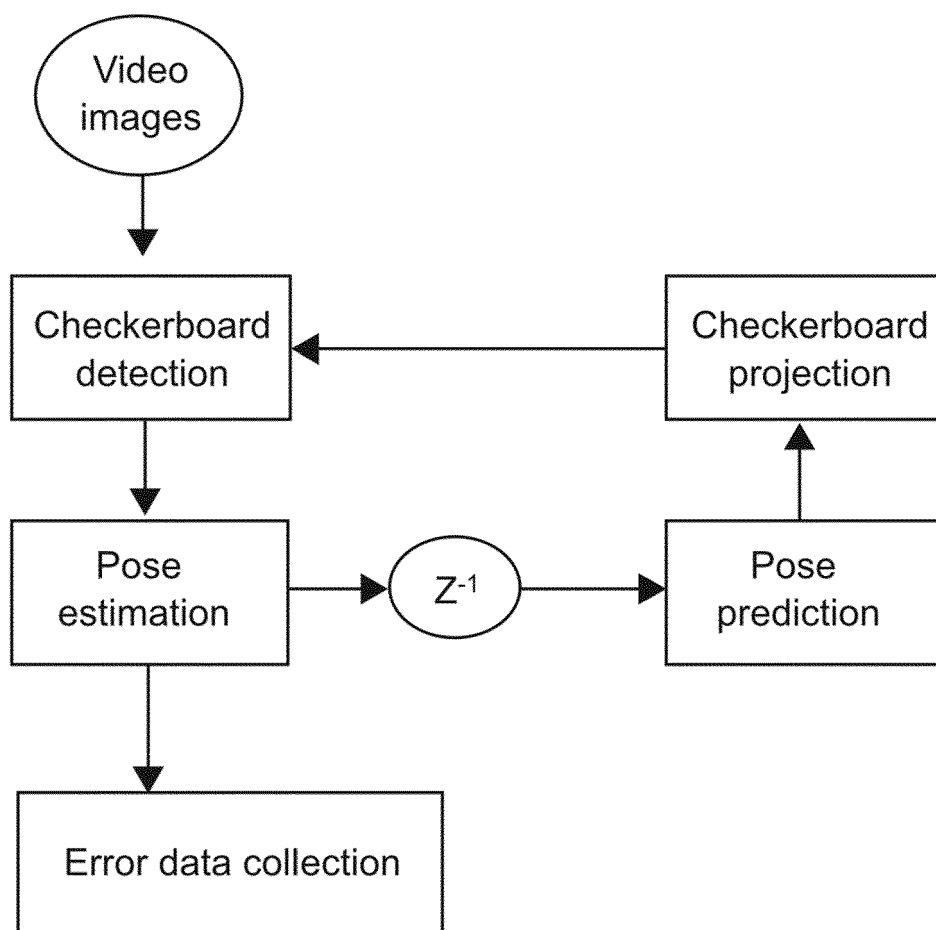 Video
images
Checkerboard
detection
Checkerboard
projection
Pose
estimation
Z⁻¹
Pose
prediction
Error data collection